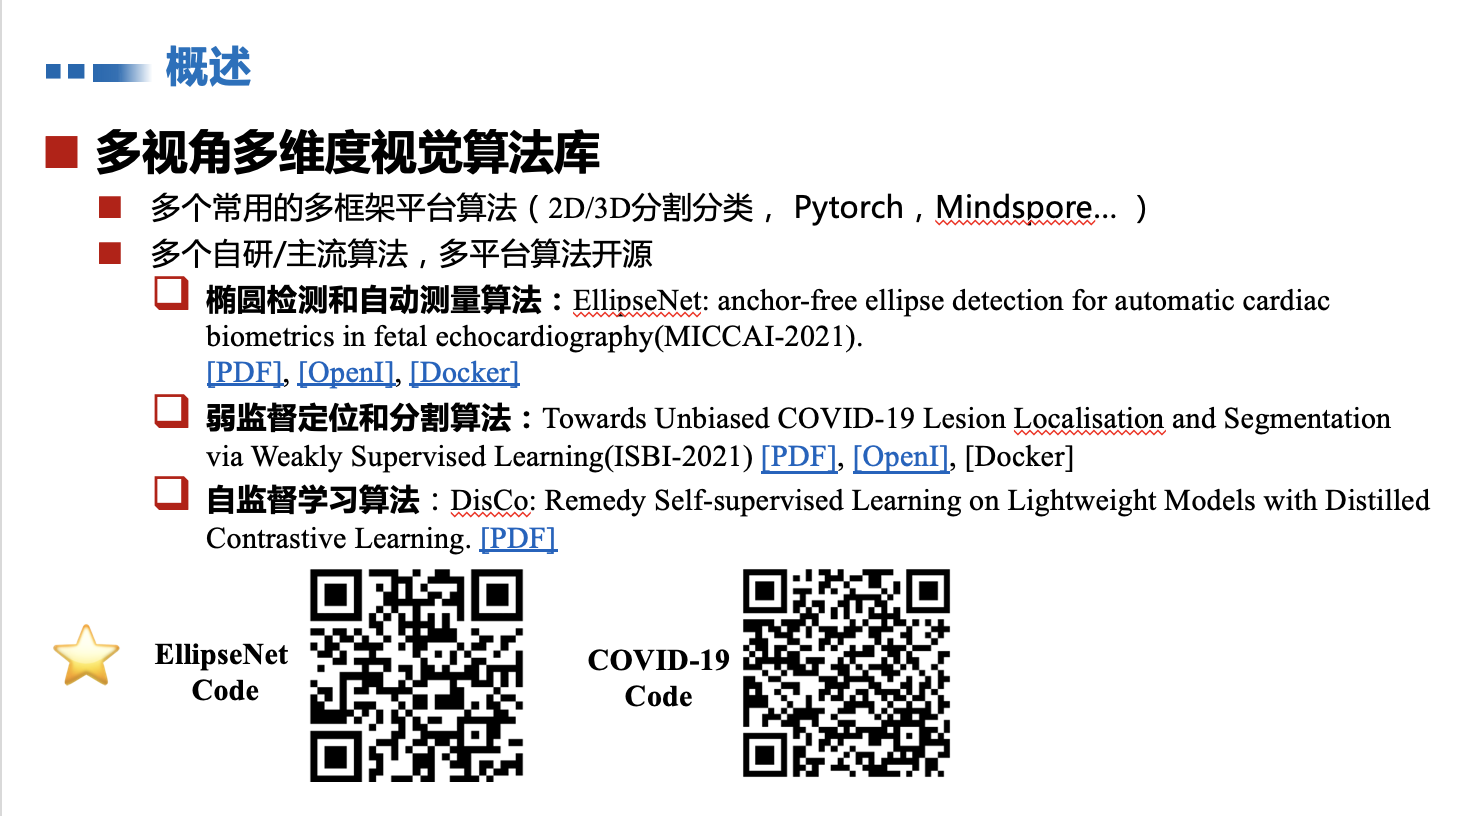 概述
多视角多维度视觉算法库
多个常用的多框架平台算法（2D/3D分割分类， Pytorch，Mindspore... ）
多个自研/主流算法，多平台算法开源
椭圆检测和自动测量算法：EllipseNet: anchor-free ellipse detection for automatic cardiac
biometrics in fetal echocardiography(MICCAI-2021).
[PDF], [OpenI], [Docker]
弱监督定位和分割算法：Towards Unbiased COVID-19 Lesion Localisation and Segmentation
via Weakly Supervised Learning(ISBI-2021) [PDF], [OpenI], [Docker]
自监督学习算法：DisCo: Remedy Self-supervised Learning on Lightweight Models with Distilled
Contrastive Learning. [PDF]
EllipseNet
Code
COVID-19
Code